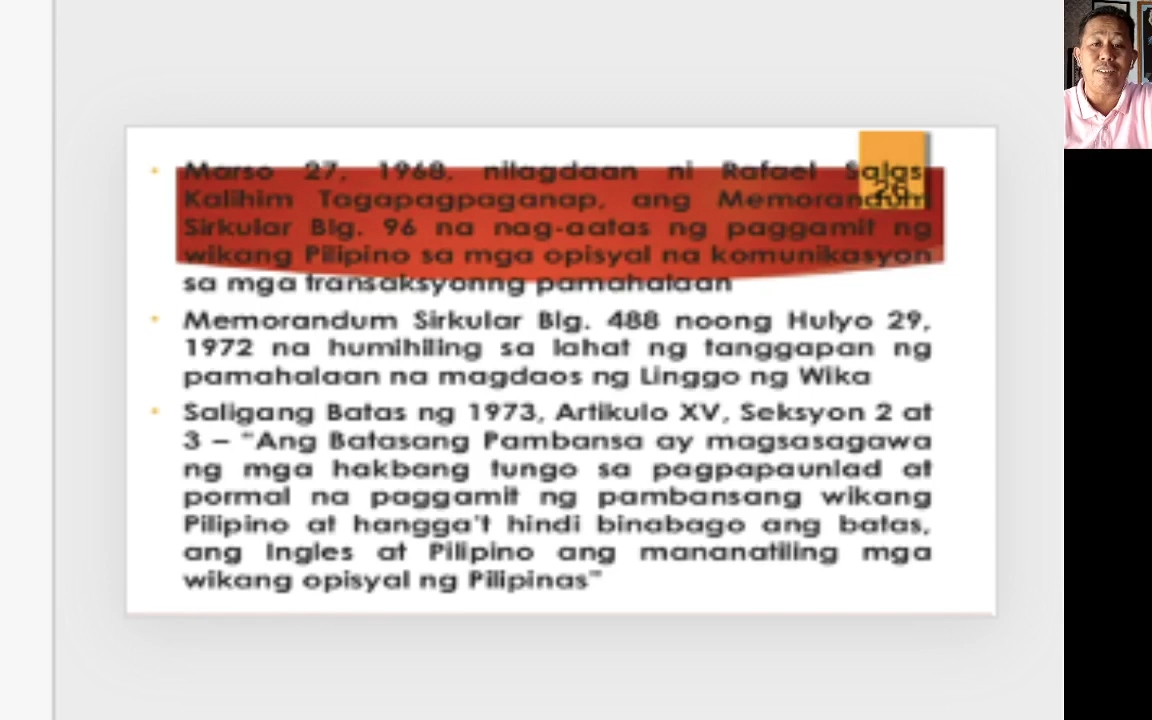 Marso 27, 1968, nilagdaan ni Rafael Salas
Kalihim Tagapagpaganap, ang Memorandum
Sirkular Blg. 96 na nag-aatas ng paggamit ng
wikang Pilipino sa mga opisyal na komunikasyon
sa mga transaksyonng pamahalaan
Memorandum Sirkular Blg. 488 noong Hulyo 29,
1972 na humihiling sa lahat ng tanggapan ng
pamahalaan na magdaos ng Linggo ng Wika
Saligang Batas ng 1973, Artikulo XV, Seksyon 2 at
3 – "Ang Batasang Pambansa ay magsasagawa
ng mga hakbang tungo sa pagpapaunlad at
pormal na paggamit ng pambansang wikang
Pilipino at hangga't hindi binabago ang batas,
ang Ingles at Pilipino ang mananatiling mga
wikang opisyal ng Pilipinas"
26